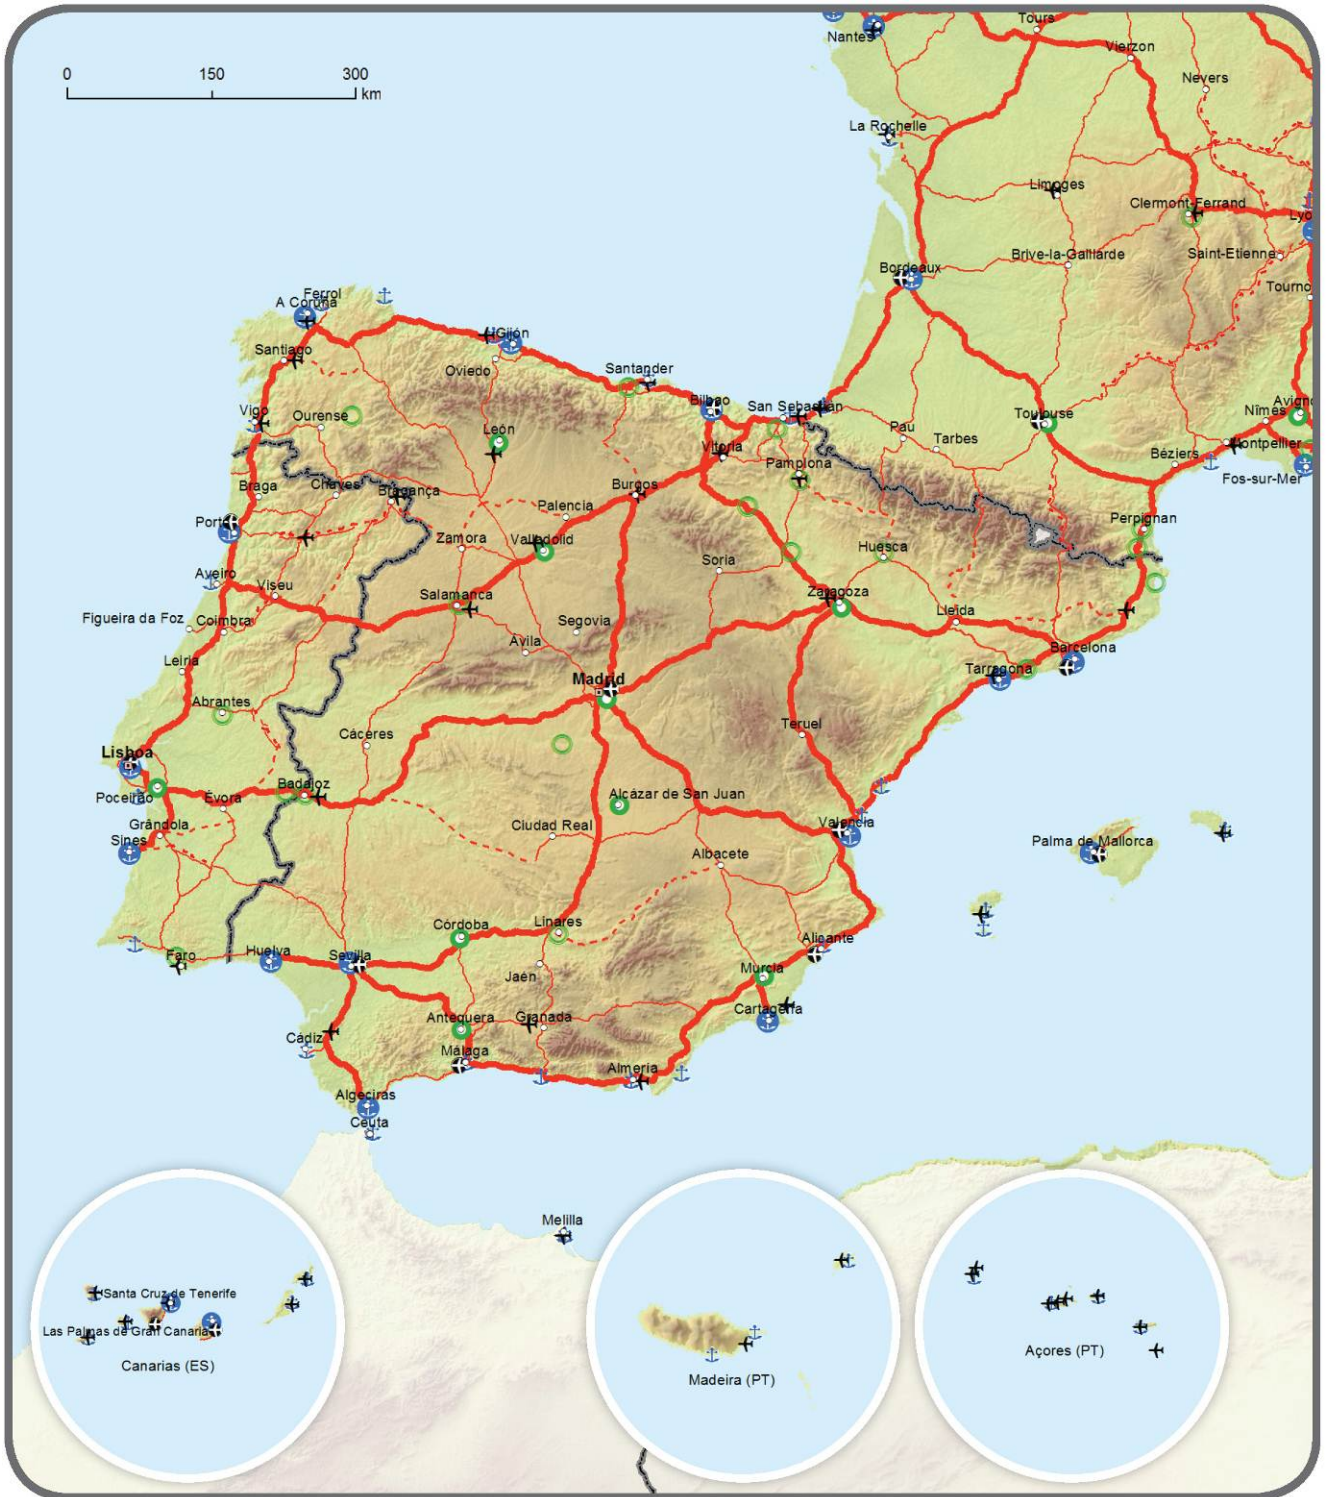 0 150 300
km
Tours
Nantes
Vierzon
Nevers
La Rochelle
Limoges
Clermont-Ferrand
Lyo
Brive-la-Gaillarde
Saint-Etienne
Bordeaux
Tourno
Ferrol
A Coruña
Gijón
Santiago
Oviedo
Santander
Bilbao
San Sebastian
Vigo
Ourense
León
Toulouse
Avigno
Nîmes
Pau
Tarbes
Vitoria
Montpellier
Béziers
Pamplona
Fos-sur-Mer
Braga
Chaves
Bragança
Burgos
Palencia
Porto
Perpignan
Zamora
Valladolid
Huesca
Soria
Aveiro
Viseu
Salamanca
Zaragoza
Figueira da Foz
Coimbra
Segovia
Lleida
Avila
Barcelona
Leiria
Tarragona
Madrid
Abrantes
Cáceres
Teruel
Lisboa
Badajoz
Poceirão
Évora
Alcázar de San Juan
Grândola
Ciudad Real
Valencia
Sines
Palma de Mallorca
Albacete
Córdoba
Linares
Alicante
Faro
Huelva
Sevilla
Jaén
Murcia
Cartagena
Antequera
Granada
Cádiz
Málaga
Almeria
Algeciras
Ceuta
Melilla
Santa Cruz de Tenerife
Las Palmas de Gran Canaria
Canarias (ES)
Madeira (PT)
Açores (PT)